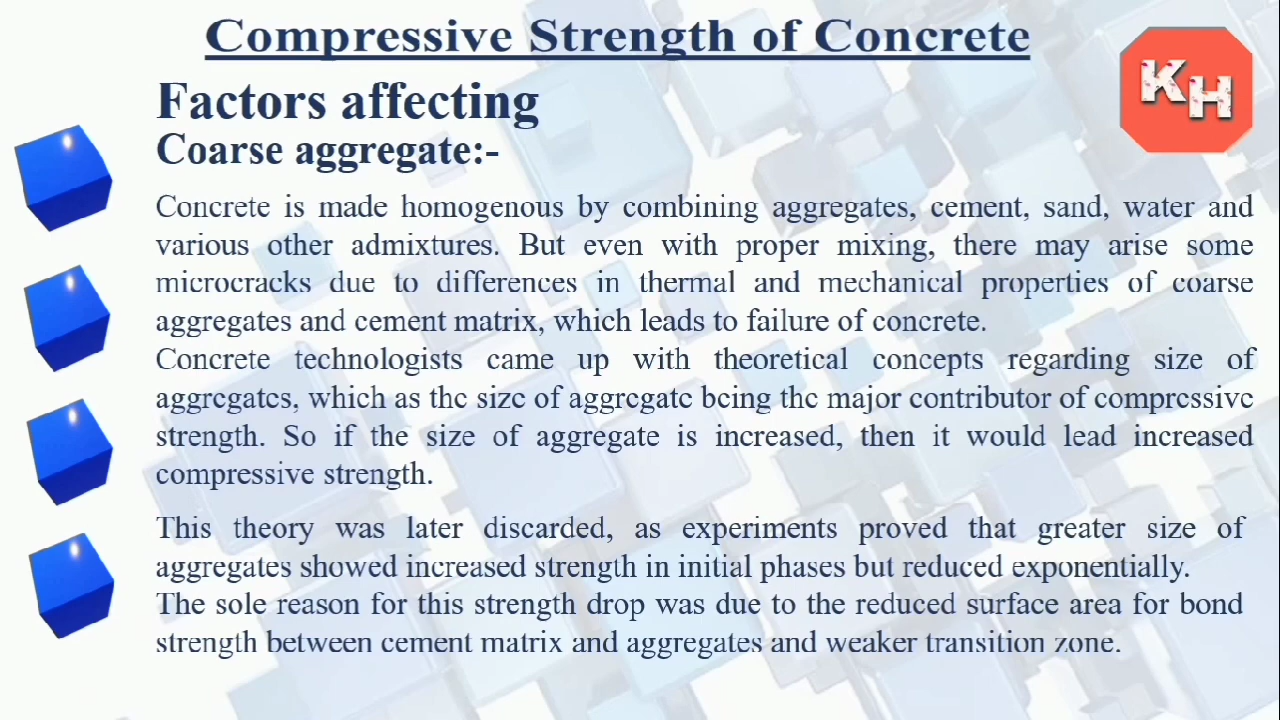 Compressive Strength of Concrete
KH
Factors affecting
Coarse aggregate:-
Concrete is made homogenous by combining aggregates, cement, sand, water and
various other admixtures. But even with proper mixing, there may arise some
microcracks due to differences in thermal and mechanical properties of coarse
aggregates and cement matrix, which leads to failure of concrete.
Concrete technologists came up with theoretical concepts regarding size of
aggregates, which as the size of aggregate being the major contributor of compressive
strength. So if the size of aggregate is increased, then it would lead increased
compressive strength.
This theory was later discarded, as experiments proved that greater size of
aggregates showed increased strength in initial phases but reduced exponentially.
The sole reason for this strength drop was due to the reduced surface area for bond
strength between cement matrix and aggregates and weaker transition zone.